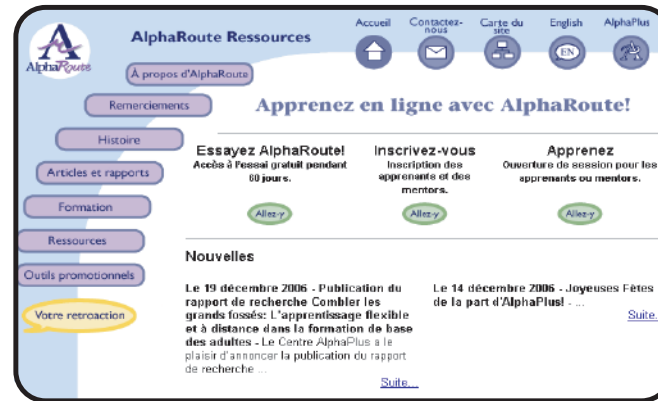 AlphaRoute
AlphaRoute Ressources
Accueil
Contactez-
nous
Carte du
site
English
EN
AlphaPlus
À propos d'AlphaRoute
Remerciements
Histoire
Articles et rapports
Formation
Ressources
Outils promotionnels
Votre retroaction
Apprenez en ligne avec AlphaRoute!
Essayez AlphaRoute!
Accès à l'essai gratuit pendant
60 jours.
Allez-y
Inscrivez-vous
Inscription des
apprenants et des
mentors.
Allez-y
Apprenez
Ouverture de session pour les
apprenants ou mentors.
Allez-y
Nouvelles
Le 19 décembre 2006 - Publication du
rapport de recherche Combler les
grands fossés: L'apprentissage flexible
et à distance dans la formation de base
des adultes - Le Centre AlphaPlus a le
plaisir d'annoncer la publication du rapport
de recherche ...
Suite...
Le 14 décembre 2006 - Joyeuses Fêtes
de la part d'AlphaPlus! - ...
Suite..